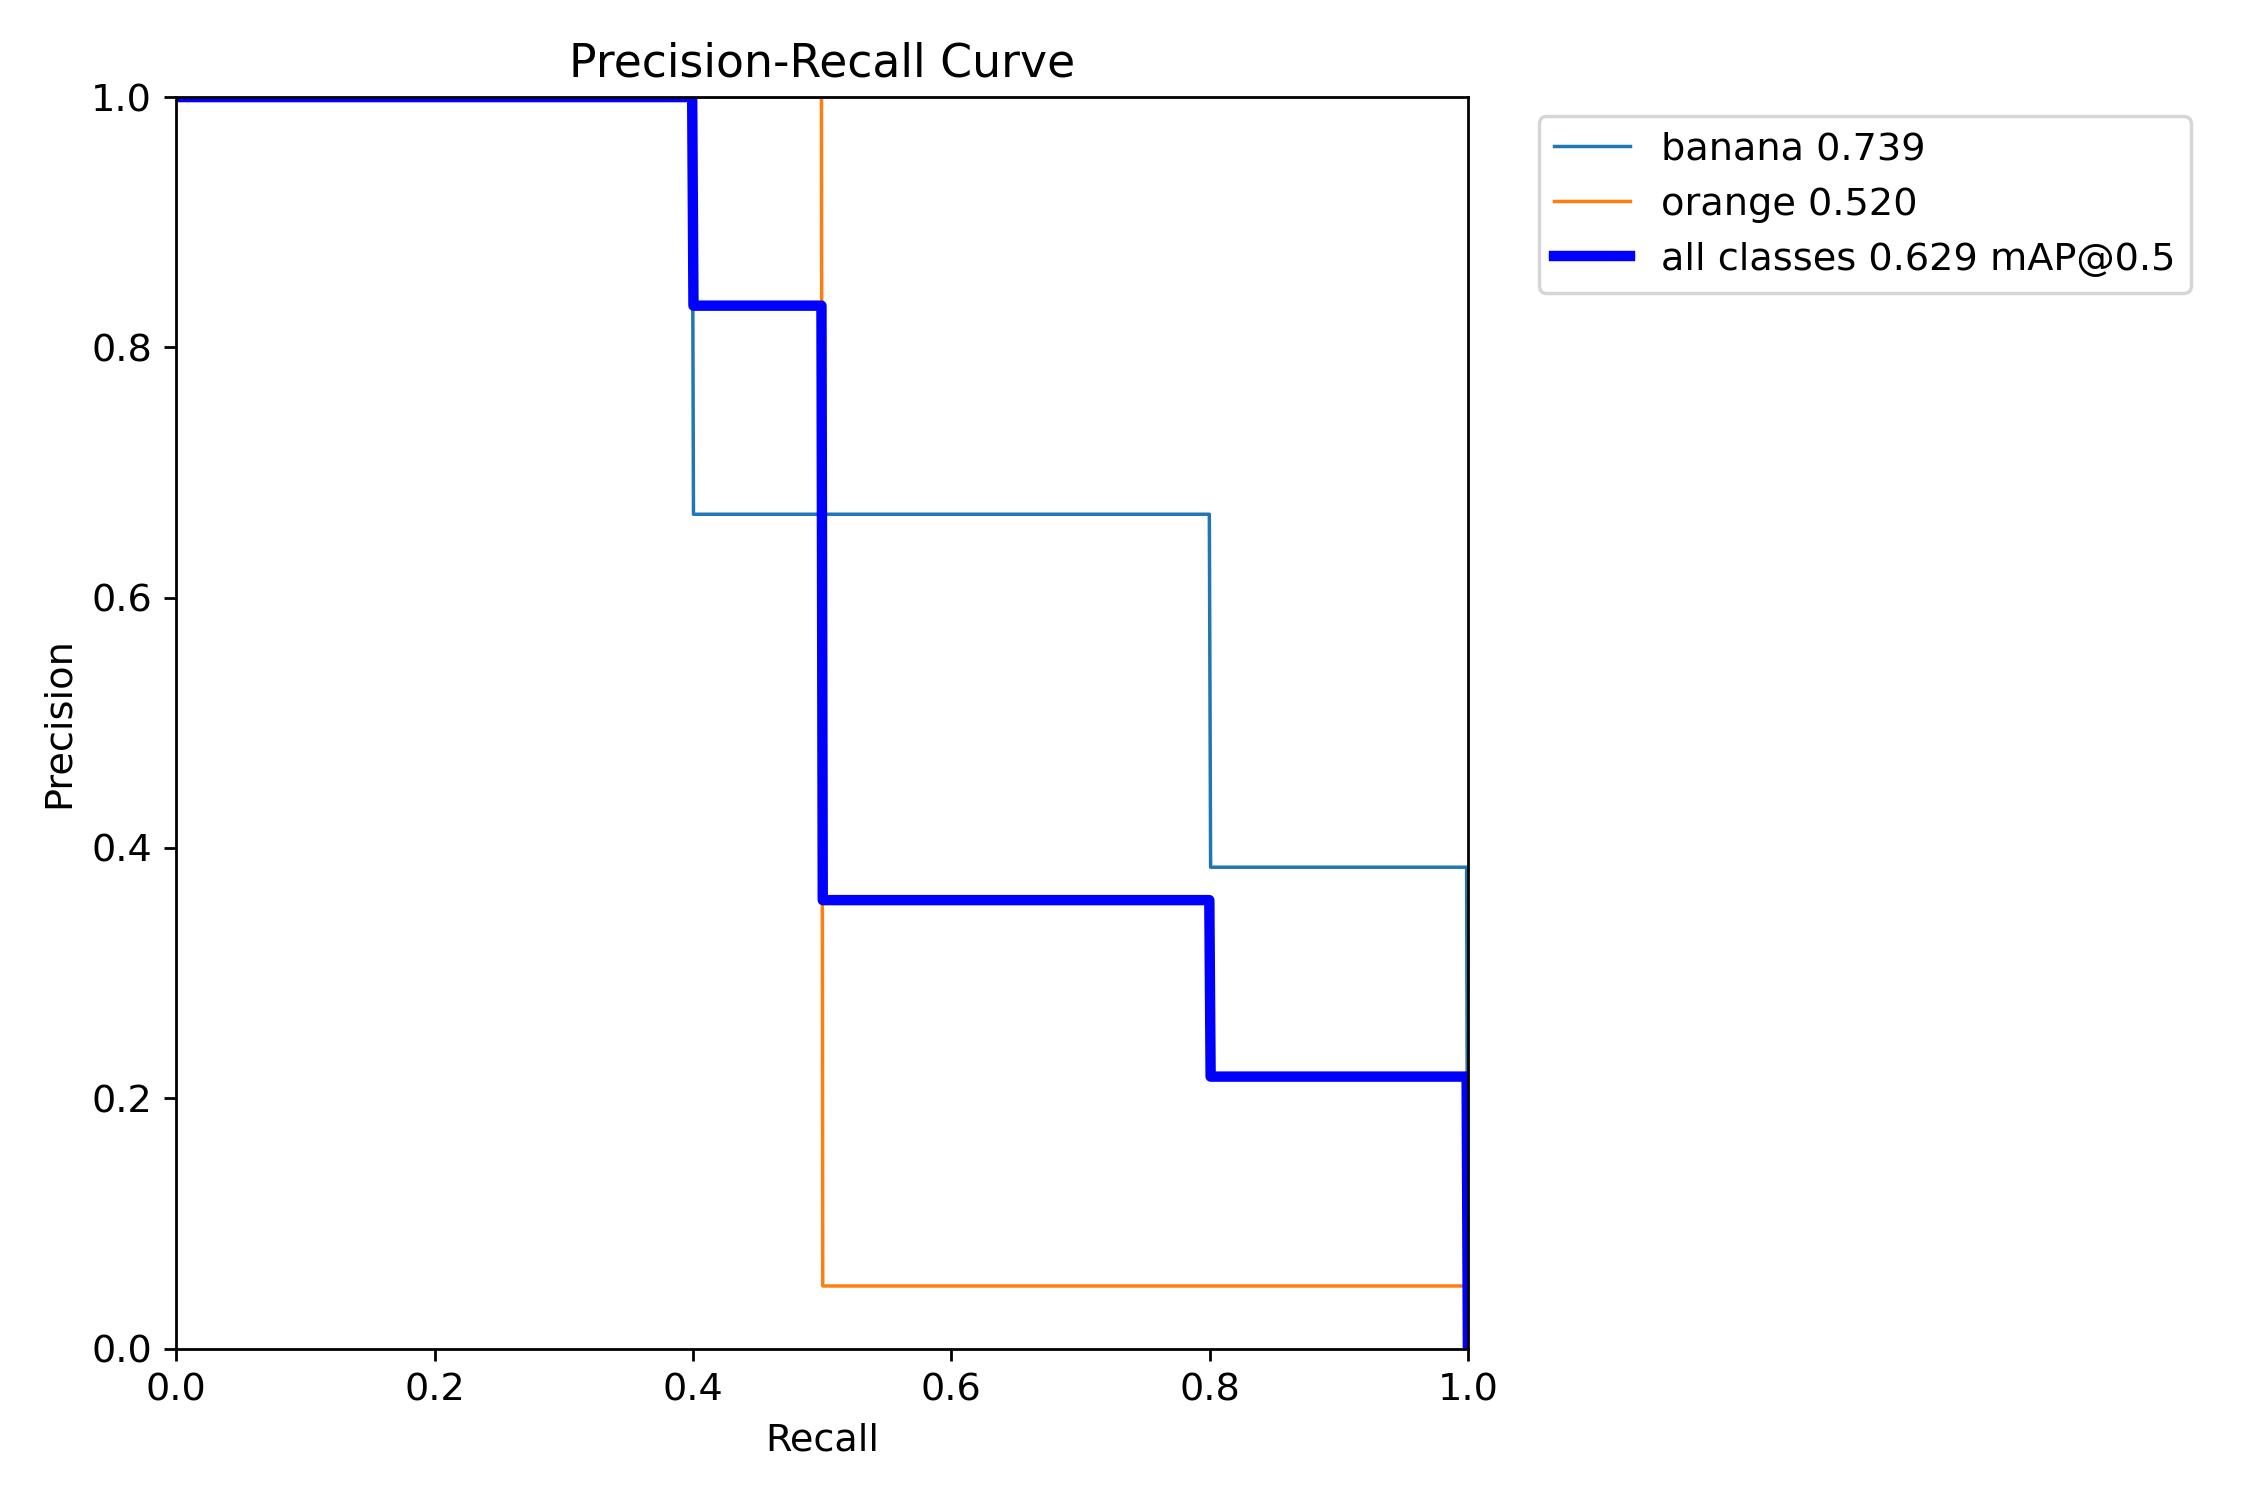 Precision-Recall Curve
1.0
0.8
0.6
0.4
0.2
0.0
Precision
0.0 0.2 0.4 0.6 0.8 1.0
Recall
banana 0.739
orange 0.520
all classes 0.629 mAP@0.5